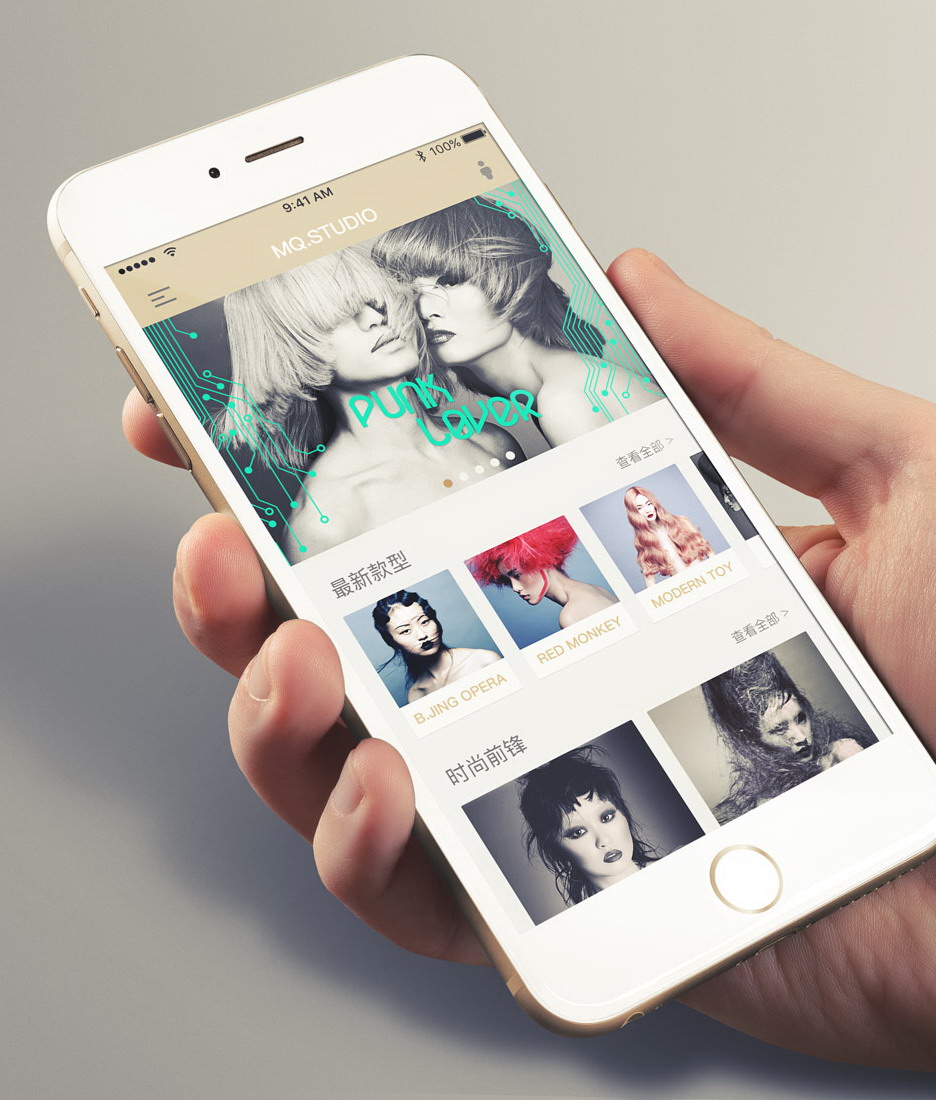 9:41 AM
100%
MQ.STUDIO
PUNK
LOVER
最新款型
查看全部 >
B.JING OPERA
RED MONKEY
MODERN TOY
时尚前锋
查看全部 >